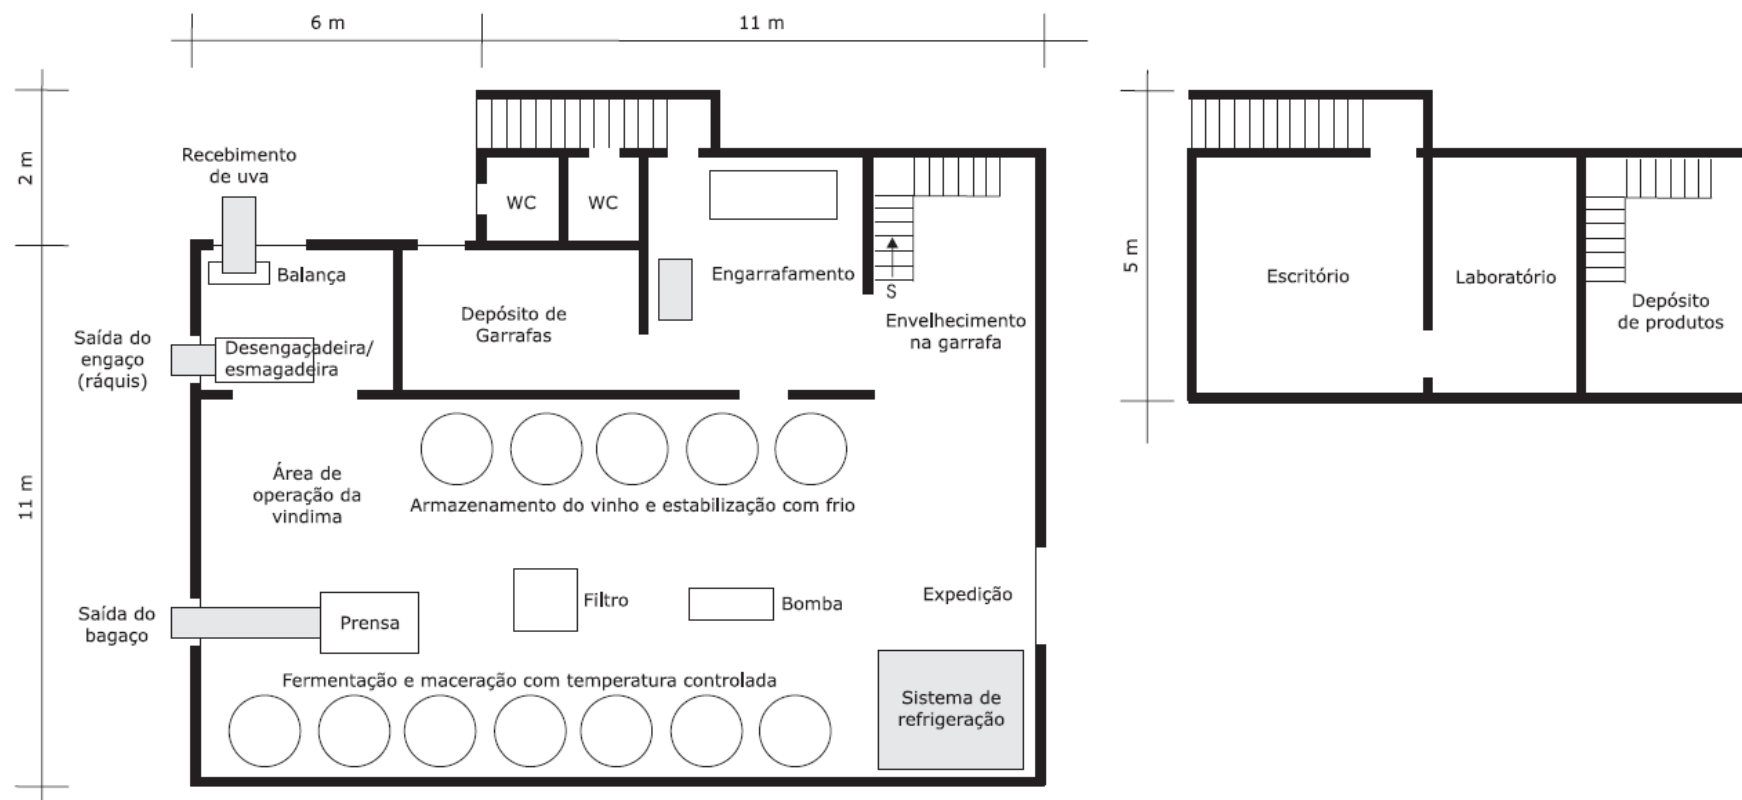 6 m
11 m
2 m
11 m
Recebimento
de uva
Balança
Saída do
engaço
(ráquis)
Desengaçadeira/
esmagadeira
WC
WC
Depósito de
Garrafas
Engarrafamento
S
Envelhecimento
na garrafa
Área de
operação da
vindima
Armazenamento do vinho e estabilização com frio
Filtro
Bomba
Expedição
Saída do
bagaço
Prensa
Fermentação e maceração com temperatura controlada
Sistema de
refrigeração
5 m
Escritório
Laboratório
Depósito
de produtos